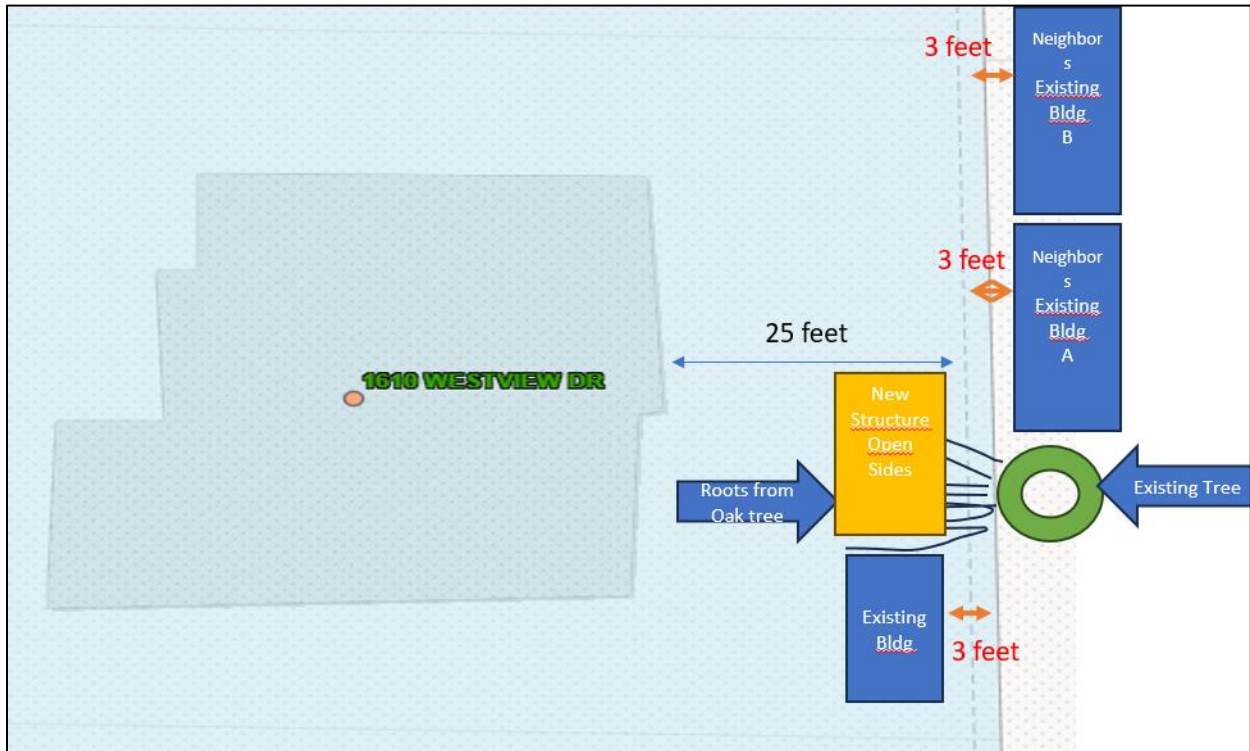 3 feet
Neighbor
s
Existing
Bldg
B
3 feet
Neighbor
s
Existing
Bldg
A
25 feet
1610 WESTVIEW DR
New
Structure
Open
Sides
Roots from
Oak tree
Existing Tree
Existing
Bldg
3 feet